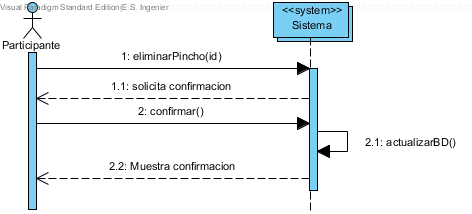 Visual Paradigm Standard Edition(E.S. Ingenier
<<system>>
Sistema
Participante
1: eliminarPincho(id)
1.1: solicita confirmacion
2: confirmar()
2.1: actualizarBD()
2.2: Muestra confirmacion